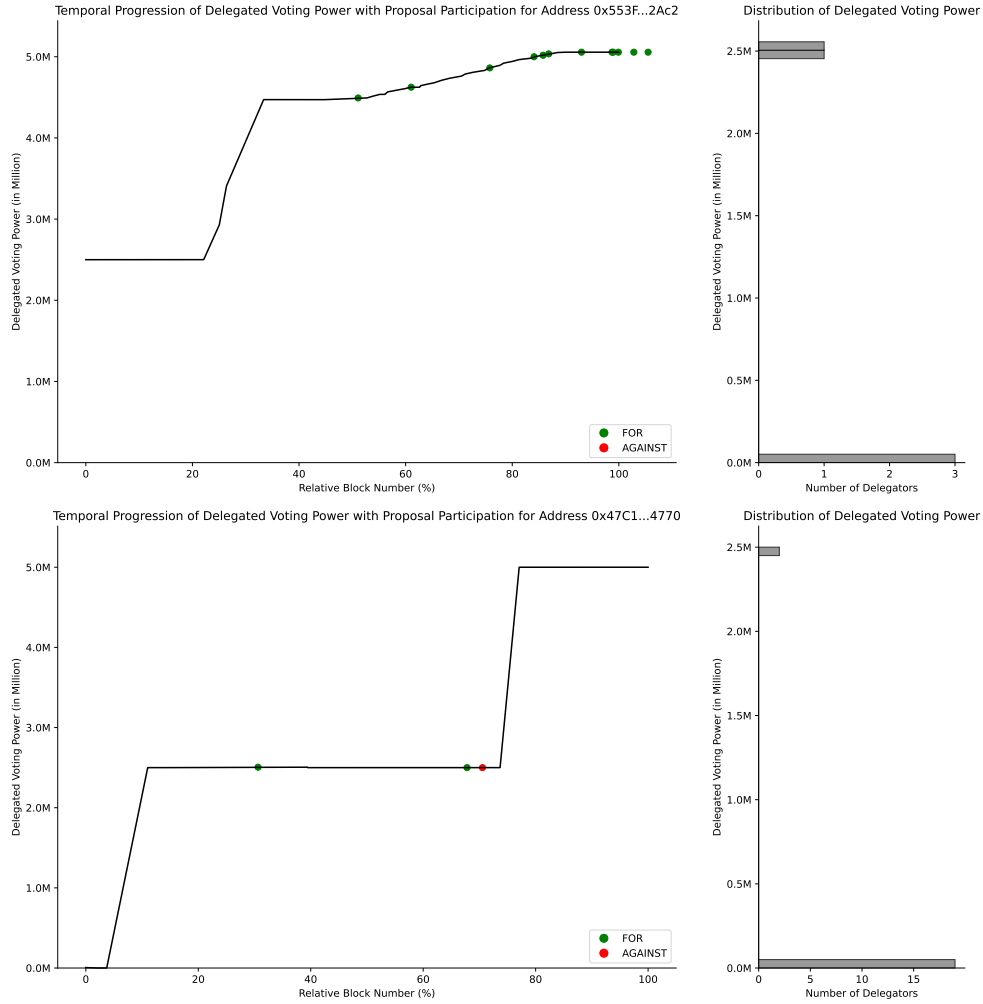 Temporal Progression of Delegated Voting Power with Proposal Participation for Address 0x553F...2Ac2
Delegated Voting Power (in Million)
5.0M
4.0M
3.0M
2.0M
1.0M
0.0M
0 20 40 60 80 100
Relative Block Number (%)
FOR
AGAINST
Distribution of Delegated Voting Power
Delegated Voting Power (in Million)
2.5M
2.0M
1.5M
1.0M
0.5M
0.0M
0 1 2 3
Number of Delegators
Temporal Progression of Delegated Voting Power with Proposal Participation for Address 0x47C1...4770
Delegated Voting Power (in Million)
5.0M
4.0M
3.0M
2.0M
1.0M
0.0M
0 20 40 60 80 100
Relative Block Number (%)
FOR
AGAINST
Distribution of Delegated Voting Power
Delegated Voting Power (in Million)
2.5M
2.0M
1.5M
1.0M
0.5M
0.0M
0 5 10 15
Number of Delegators